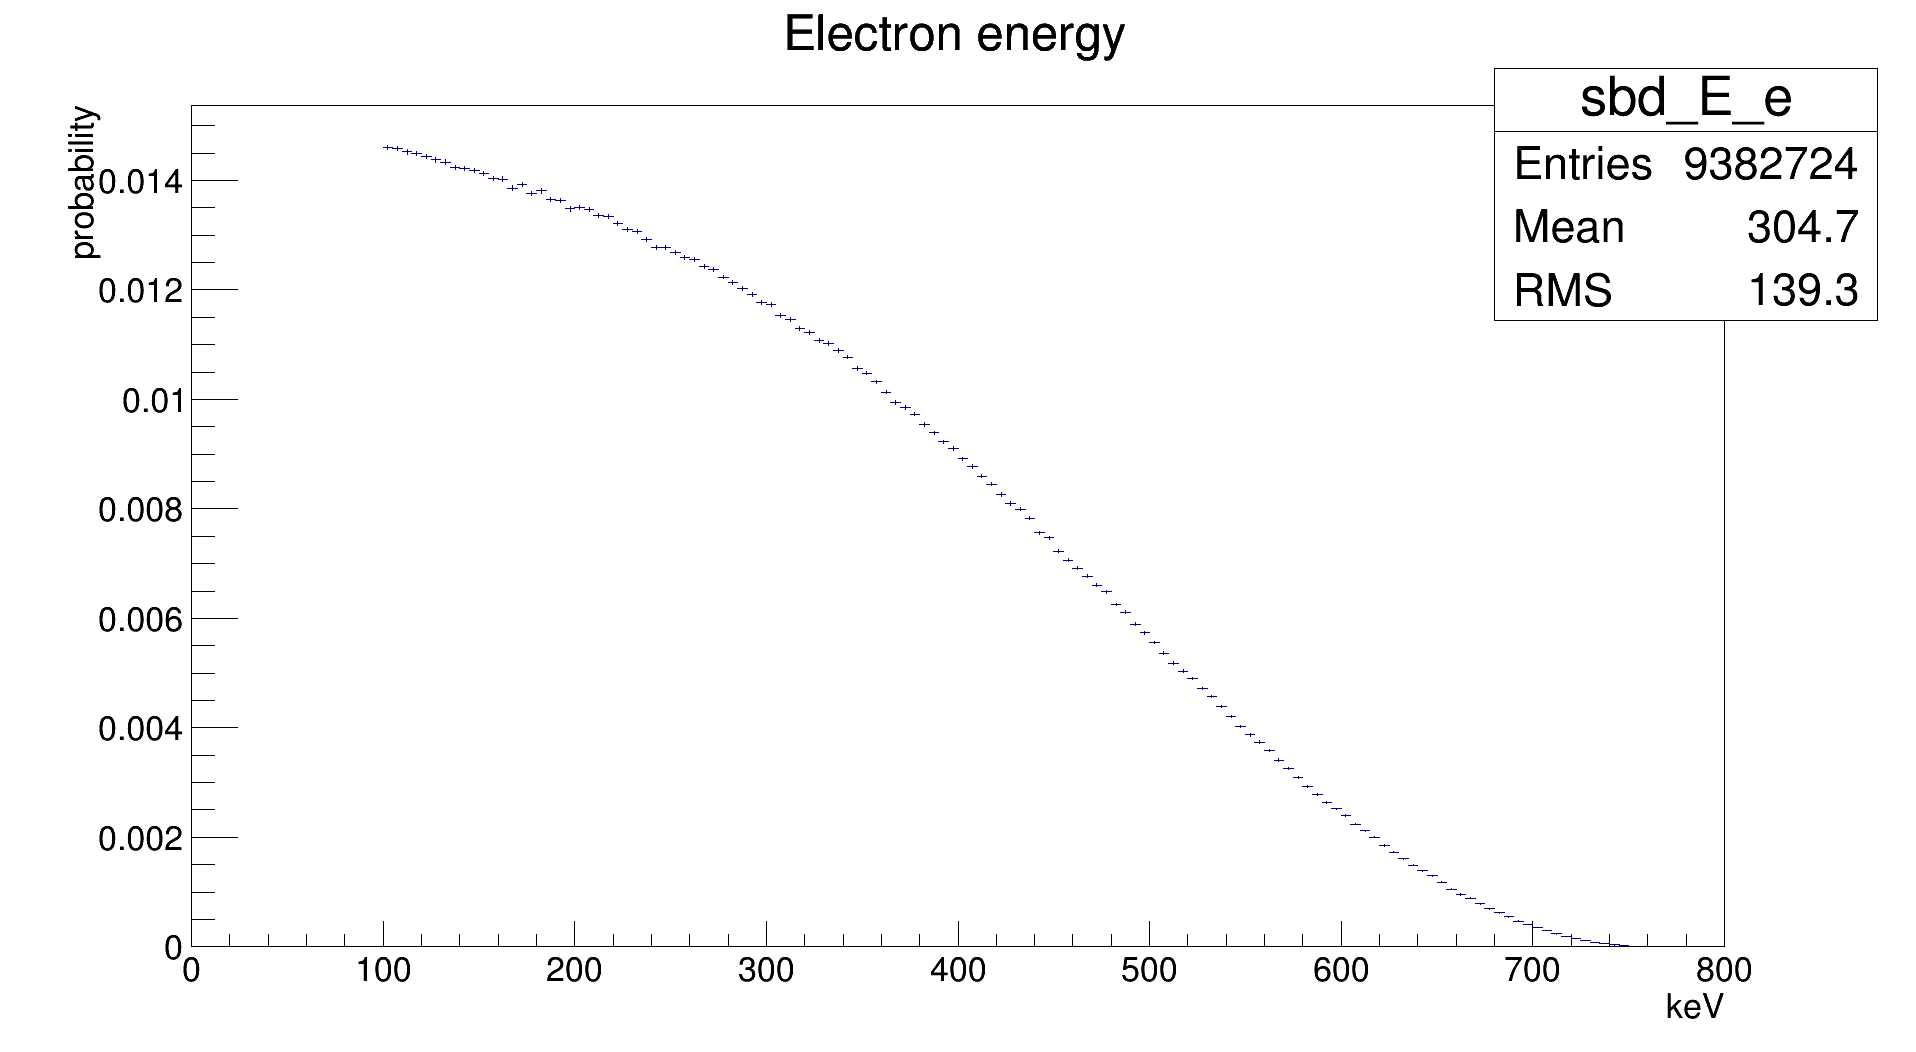 Electron energy
sbd_E_e
Entries 9382724
Mean 304.7
RMS 139.3
probability
0.014
0.012
0.01
0.008
0.006
0.004
0.002
0
0 100 200 300 400 500 600 700 800
keV